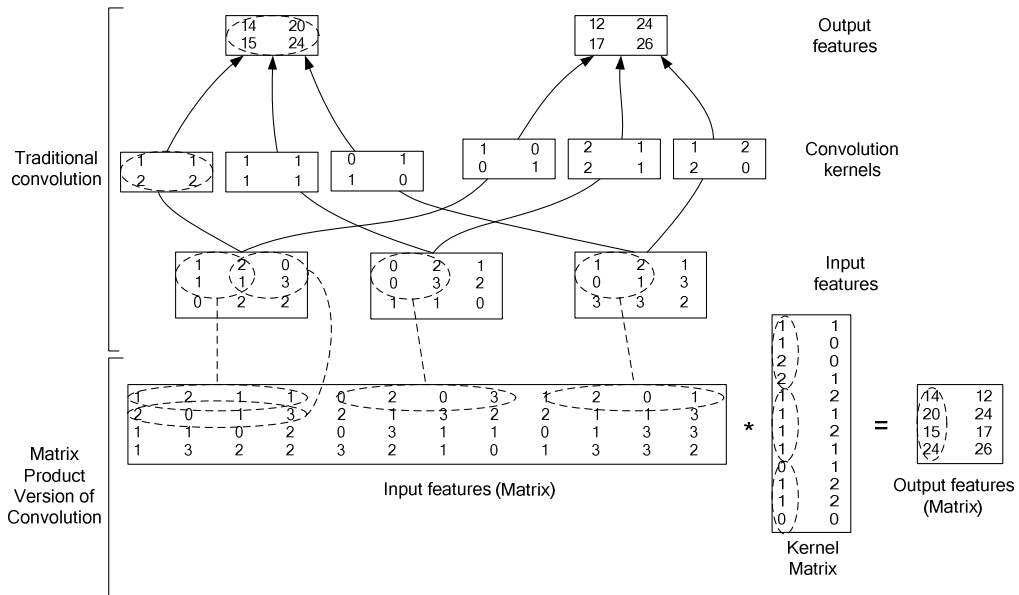 14 20
15 24
12 24
17 26
Output
features
Traditional
convolution
1 1
2 2
1 1
1 1
0 1
1 0
1 0
0 1
2 1
2 1
1 2
2 0
Convolution
kernels
1 2 0
1 1 3
0 2 2
0 2 1
0 3 2
1 1 0
1 2 1
0 1 3
3 3 2
Input
features
Matrix
Product
Version of
Convolution
1 2 1 1 0 2 0 3 1 2 0 1
2 0 1 3 2 1 3 2 2 1 1 3
1 1 0 2 0 3 1 1 0 1 3 3
1 3 2 2 3 2 1 0 1 3 3 2
Input features (Matrix)
*
1 1
1 0
2 0
2 1
1 2
1 1
1 2
1 1
0 1
1 2
1 2
0 0
Kernel
Matrix
=
14 12
20 24
15 17
24 26
Output features
(Matrix)